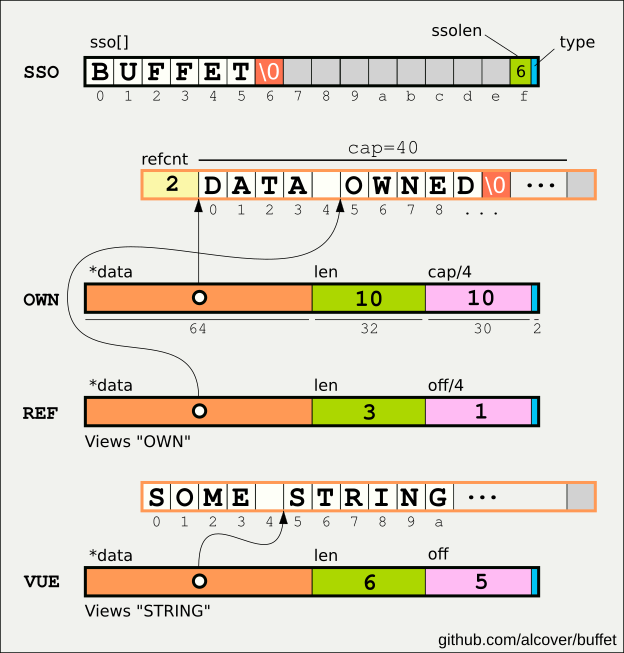 ssolen
sso[] type
SSO B U F F E T \0 6
0 1 2 3 4 5 6 7 8 9 a b c d e f
cap=40
refcnt
2 D A T A O W N E D \0 ...
0 1 2 3 4 5 6 7 8 ...
*data len cap/4
OWN 10 10
64 32 30 2
*data len off/4
REF 3 1
Views "OWN"
S O M E S T R I N G ...
0 1 2 3 4 5 6 7 8 9 a
*data len off
VUE 6 5
Views "STRING"
github.com/alcover/buffet